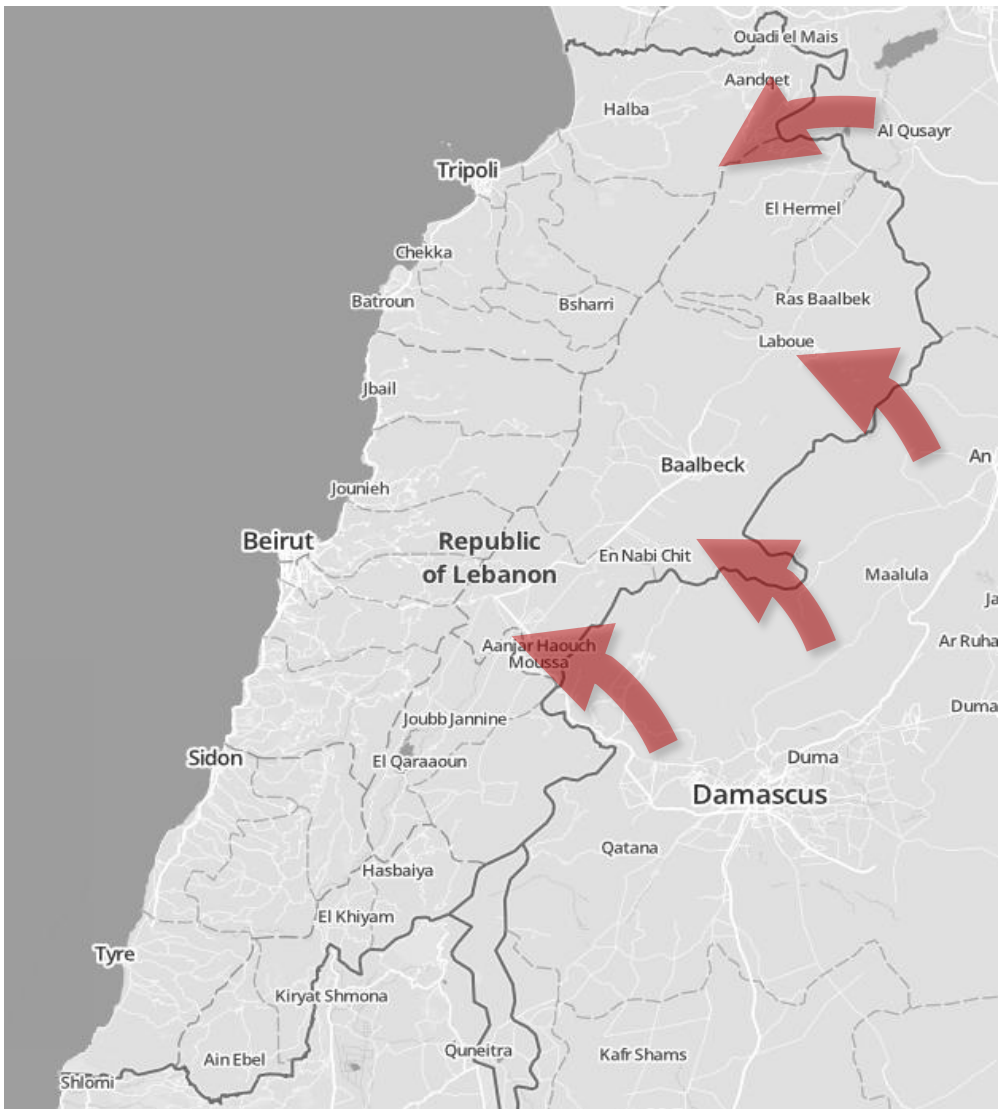 Ouadi el Mais
Aandqet
Halba
Al Qusayr
Tripoli
El Hermel
Chekka
Batroun
Bsharri
Ras Baalbek
Laboue
Jbail
An
Baalbeck
Jounieh
Beirut
Republic
of Lebanon
En Nabi Chit
Maalula
Ja
Aanjar Haouch
Moussa
Ar Ruha
Joubb Jannine
Duma
Sidon
El Qaraaoun
Duma
Damascus
Qatana
Hasbaiya
El Khiyam
Tyre
Kiryat Shmona
Ain Ebel
Quneitra
Kafr Shams
Shlomi